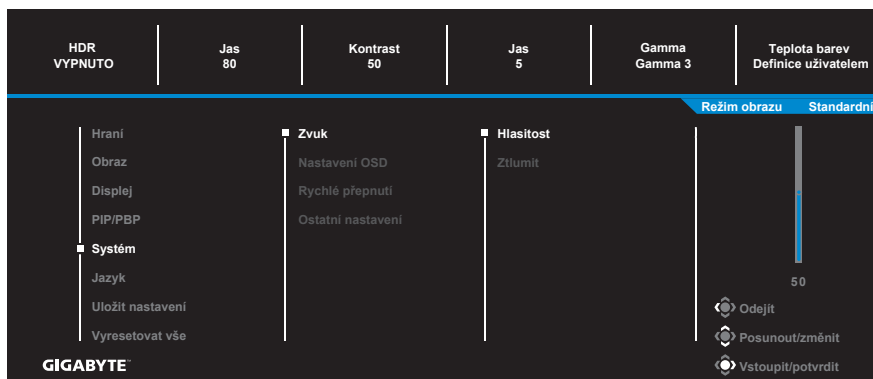 HDR
VYPNUTO
Jas
80
Kontrast
50
Jas
5
Gamma
Gamma 3
Teplota barev
Definice uživatelem
Režim obrazu Standardní
Hraní
Obraz
Displej
PIP/PBP
Systém
Jazyk
Uložit nastavení
Vyresetovat vše
Zvuk
Nastavení OSD
Rychlé přepnutí
Ostatní nastavení
Hlasitost
Ztlumit
50
Odejít
Posunout/změnit
Vstoupit/potvrdit
GIGABYTE™